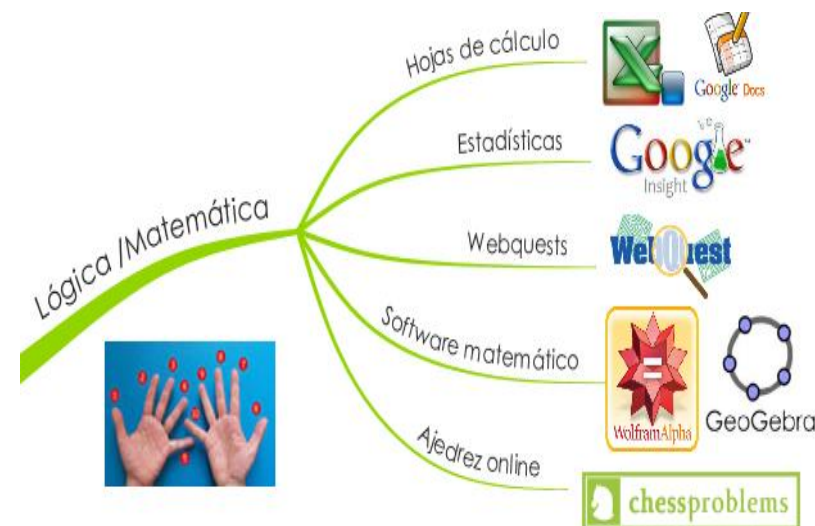 Hojas de cálculo
Google Docs
Estadísticas
Google
Insight
Lógica /Matemática
Webquests
WebQuest
Software matemático
WolframAlpha
GeoGebra
Ajedrez online
chessproblems